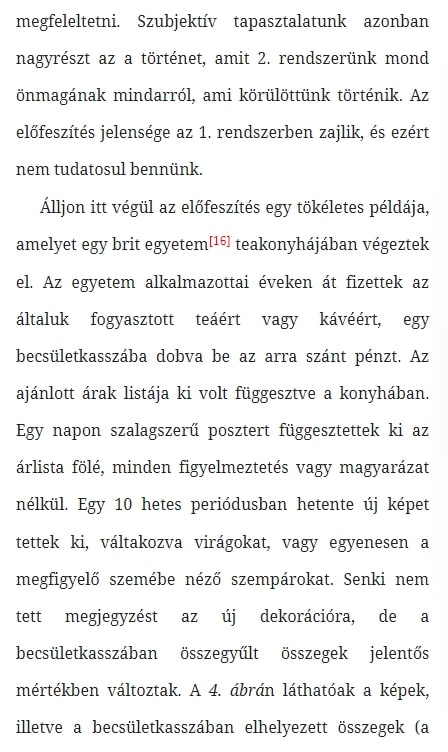 megfeleltetni. Szubjektív tapasztalatunk azonban
nagyrészt az a történet, amit 2. rendszerünk mond
önmagának mindarról, ami körülöttünk történik. Az
előfeszítés jelensége az 1. rendszerben zajlik, és ezért
nem tudatosul bennünk.
Álljon itt végül az előfeszítés egy tökéletes példája,
amelyet egy brit egyetem[16] teakonyhájában végeztek
el. Az egyetem alkalmazottai éveken át fizettek az
általuk fogyasztott teáért vagy kávéért, egy
becsületkasszába dobva be az arra szánt pénzt. Az
ajánlott árak listája ki volt függesztve a konyhában.
Egy napon szalagszerű posztert függesztettek ki az
árlista fölé, minden figyelmeztetés vagy magyarázat
nélkül. Egy 10 hetes periódusban hetente új képet
tettek ki, váltakozva virágokat, vagy egyenesen a
megfigyelő szemébe néző szempárokat. Senki nem
tett megjegyzést az új dekorációra, de a
becsületkasszában összegyűlt összegek jelentős
mértékben változtak. A 4. ábrán láthatóak a képek,
illetve a becsületkasszában elhelyezett összegek (a